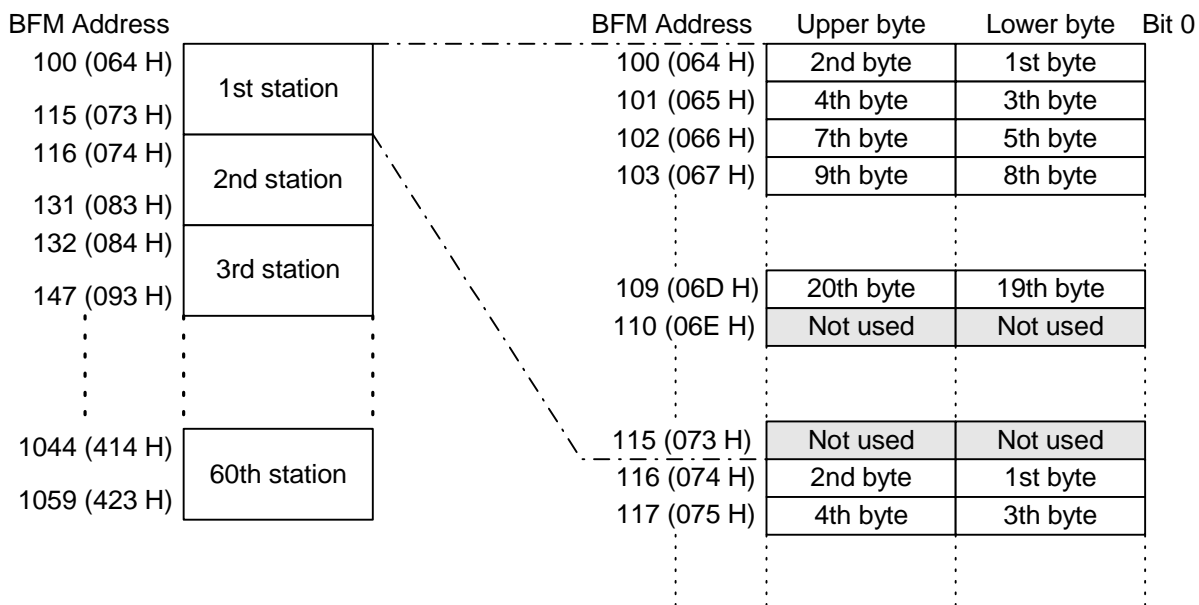 BFM Address
100 (064 H)
1st station
115 (073 H)
116 (074 H)
2nd station
131 (083 H)
132 (084 H)
3rd station
147 (093 H)
1044 (414 H)
60th station
1059 (423 H)
BFM Address Upper byte Lower byte Bit 0
100 (064 H) 2nd byte 1st byte
101 (065 H) 4th byte 3th byte
102 (066 H) 7th byte 5th byte
103 (067 H) 9th byte 8th byte
109 (06D H) 20th byte 19th byte
110 (06E H) Not used Not used
115 (073 H) Not used Not used
116 (074 H) 2nd byte 1st byte
117 (075 H) 4th byte 3th byte